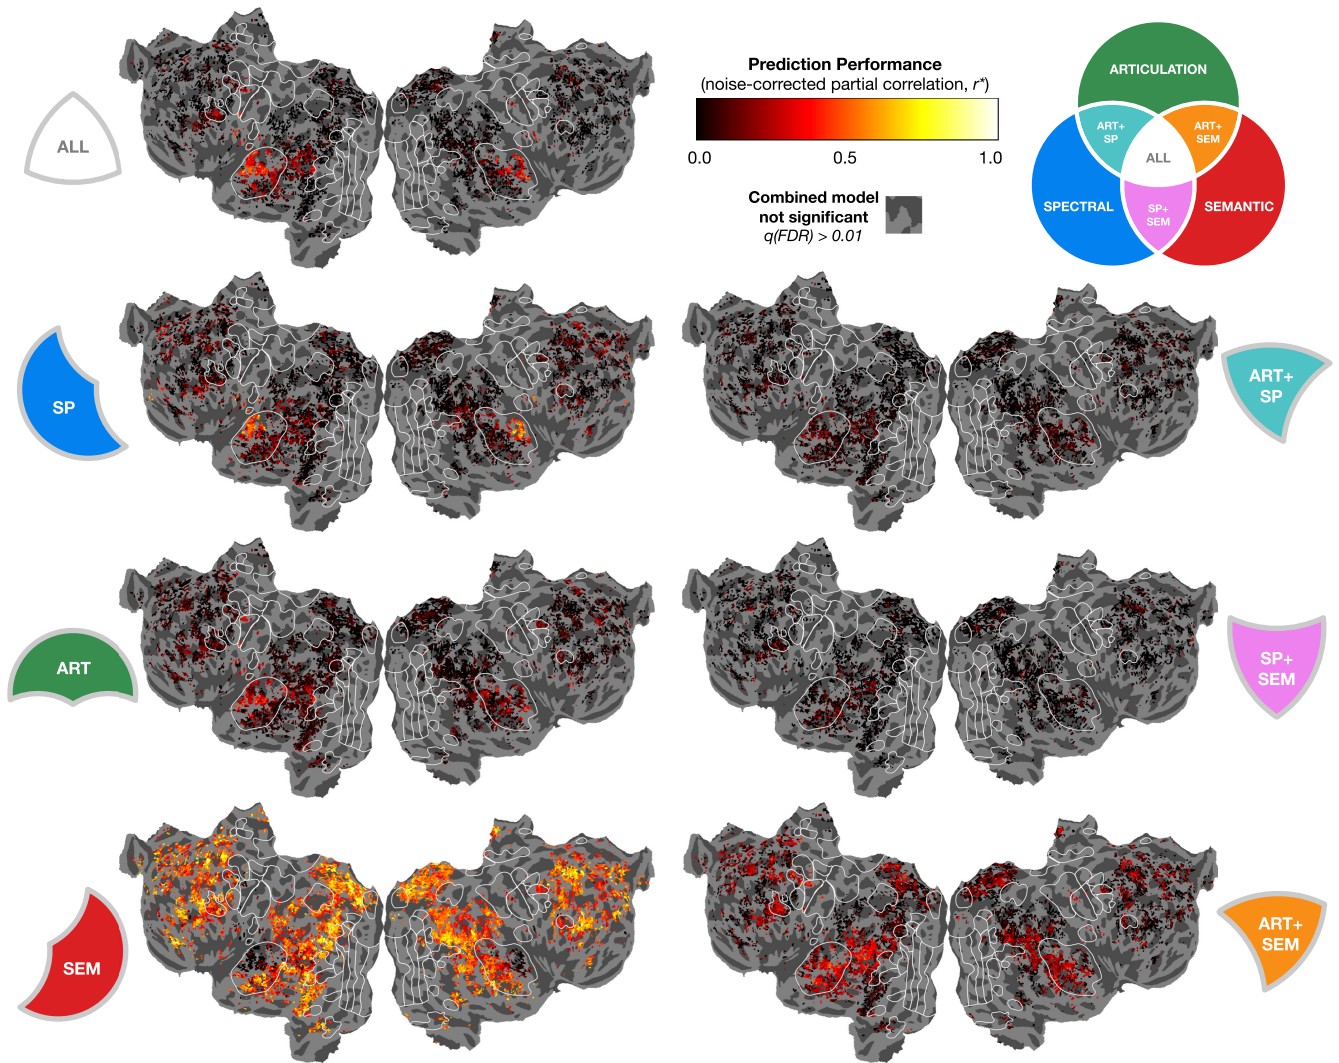 ALL
Prediction Performance
(noise-corrected partial correlation, r*)
0.0 0.5 1.0
Combined model
not significant
q(FDR) > 0.01
ARTICULATION
ART+
SP
ART+
SEM
ALL
SPECTRAL
SP+
SEM
SEMANTIC
SP
ART+
SP
ART
SP+
SEM
SEM
ART+
SEM